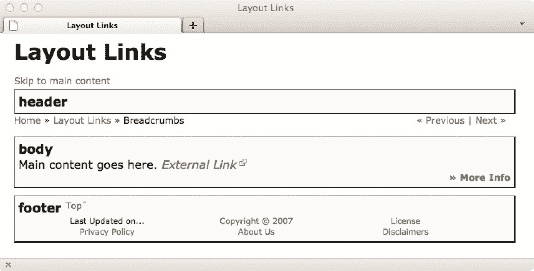 Layout Links
Layout Links
Layout Links
Skip to main content
header
Home » Layout Links » Breadcrumbs « Previous | Next »
body
Main content goes here. External Link
» More Info
footer Top^
Last Updated on... Copyright © 2007 License
Privacy Policy About Us Disclaimers